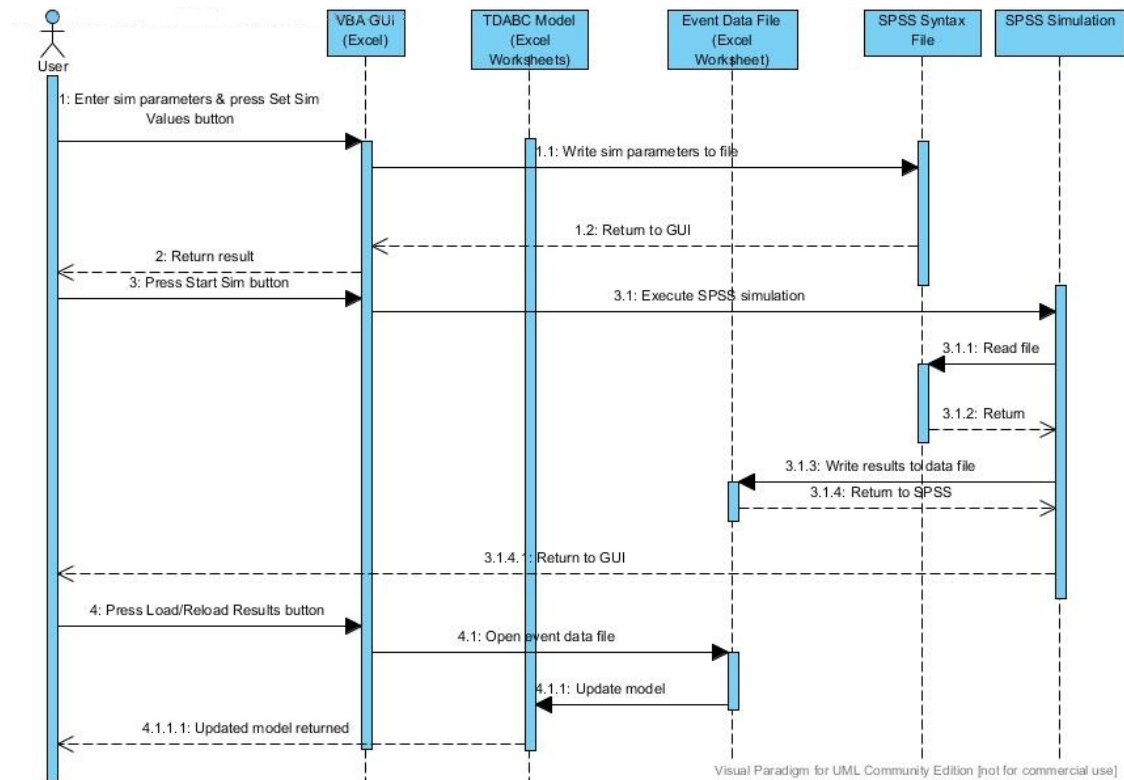 VBA GUI
(Excel)
TDABC Model
(Excel
Worksheets)
Event Data File
(Excel
Worksheet)
SPSS Syntax
File
SPSS Simulation
User
1: Enter sim parameters & press Set Sim
Values button
1.1: Write sim parameters to file
1.2: Return to GUI
2: Return result
3: Press Start Sim button
3.1: Execute SPSS simulation
3.1.1: Read file
3.1.2: Return
3.1.3: Write results to data file
3.1.4: Return to SPSS
3.1.4.1: Return to GUI
4: Press Load/Reload Results button
4.1: Open event data file
4.1.1: Update model
4.1.1.1: Updated model returned
Visual Paradigm for UML Community Edition [not for commercial use]